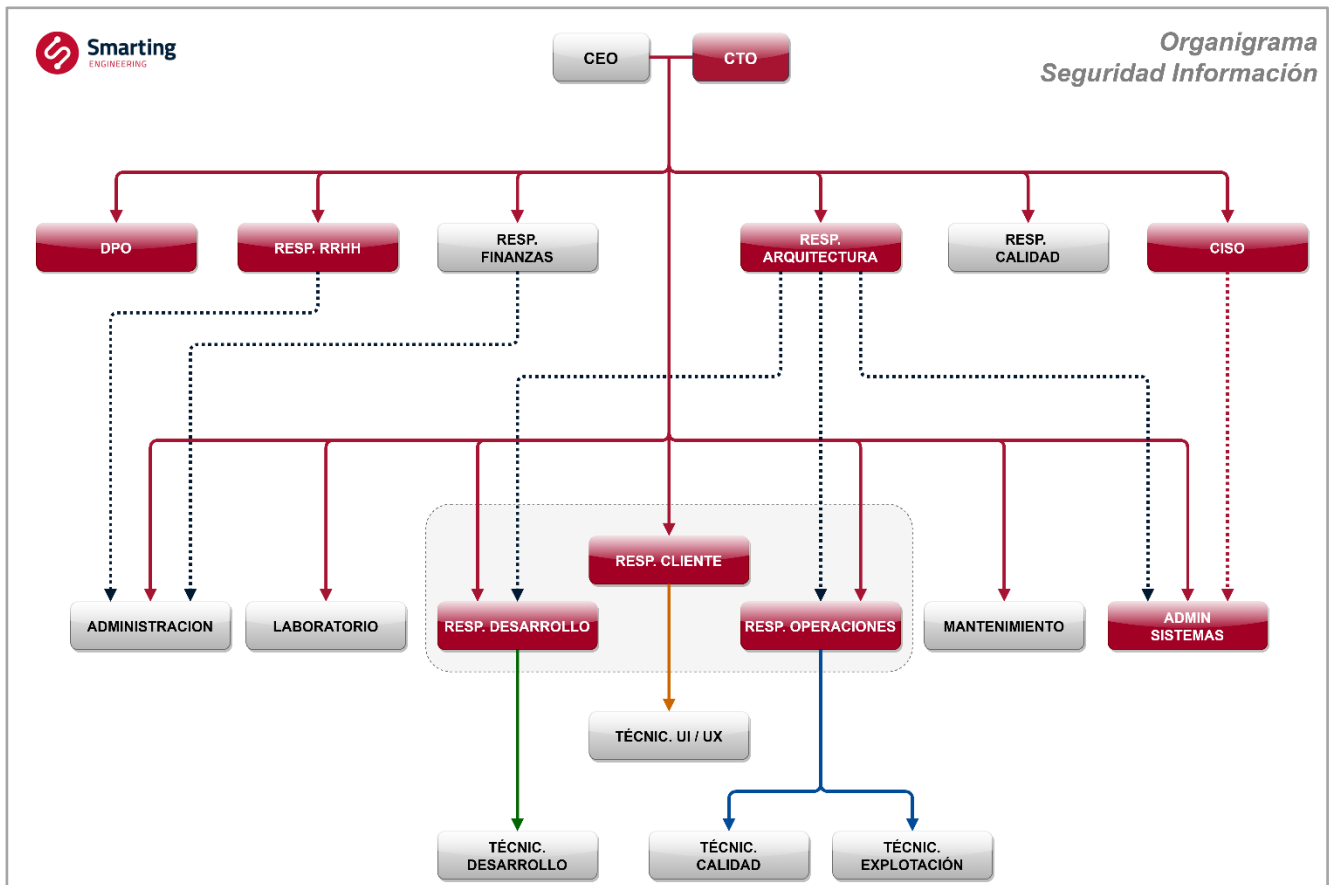 Smarting
ENGINEERING
CEO
CTO
Organigrama
Seguridad Información
DPO
RESP. RRHH
RESP.
FINANZAS
RESP.
ARQUITECTURA
RESP.
CALIDAD
CISO
RESP. CLIENTE
ADMINISTRACION
LABORATORIO
RESP. DESARROLLO
RESP. OPERACIONES
MANTENIMIENTO
ADMIN
SISTEMAS
TÉCNIC. UI / UX
TÉCNIC.
DESARROLLO
TÉCNIC.
CALIDAD
TÉCNIC.
EXPLOTACIÓN